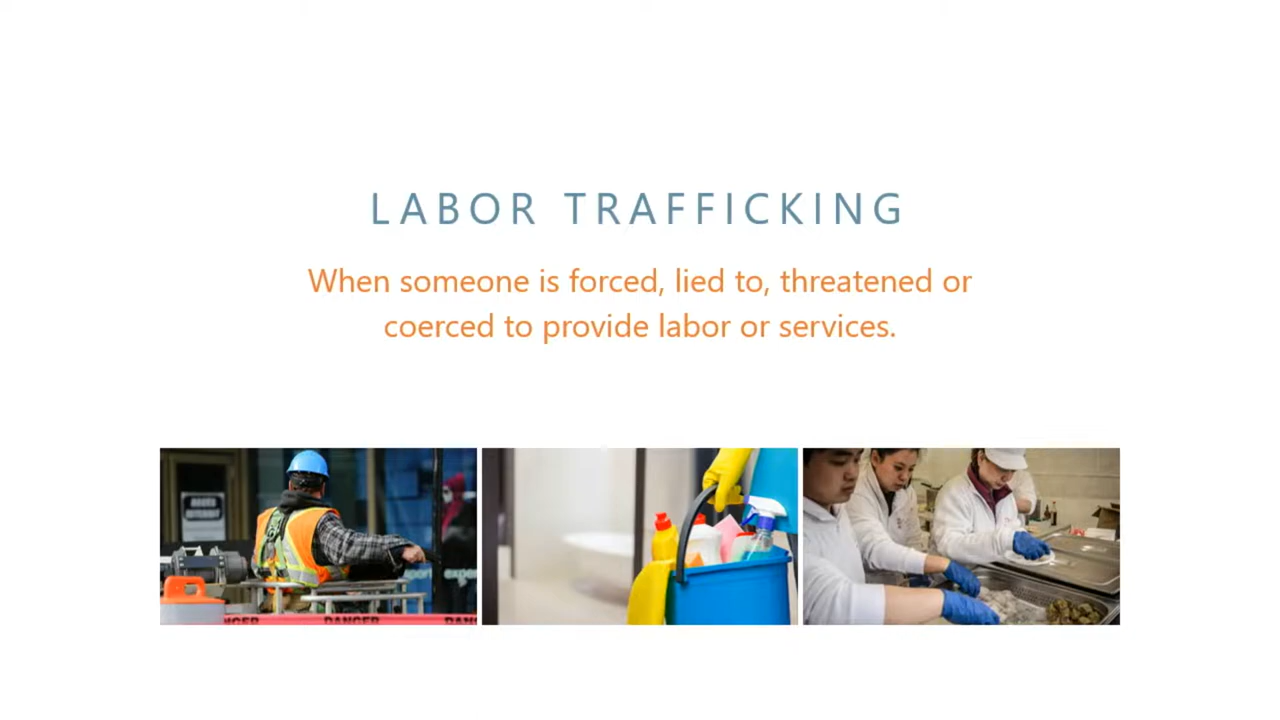 LABOR TRAFFICKING
When someone is forced, lied to, threatened or
coerced to provide labor or services.
DANGER